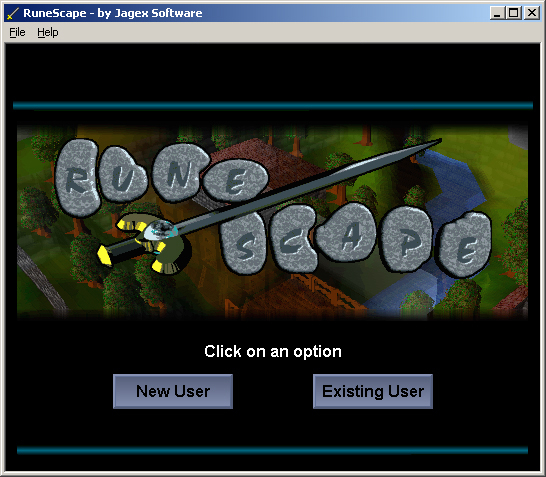 RuneScape - by Jagex Software
File Help
RUNE
SCAPE
Click on an option
New User Existing User